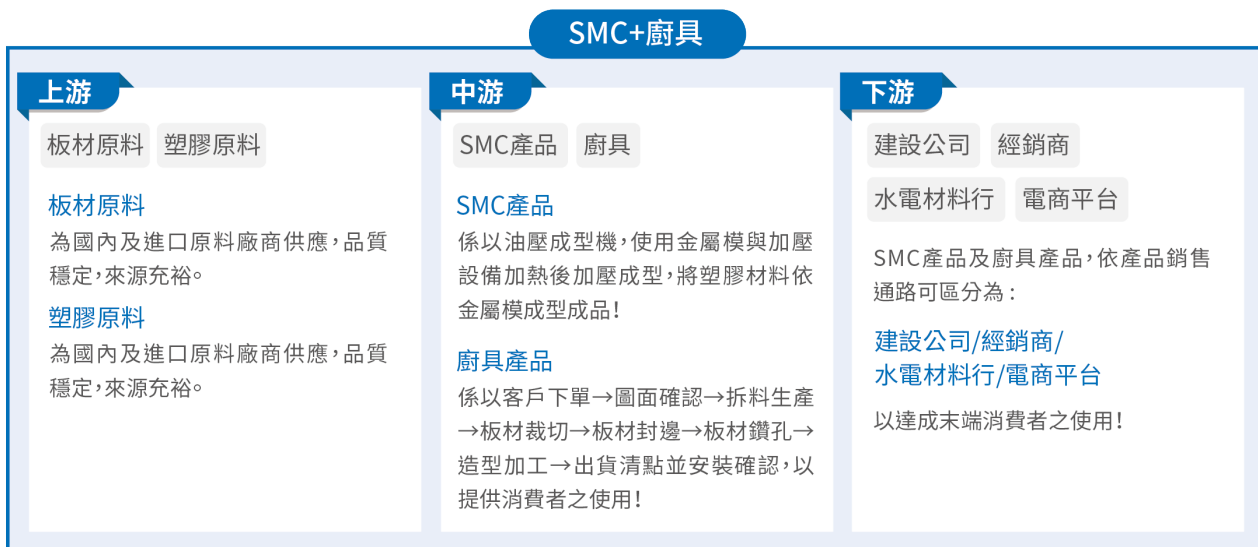 SMC+廚具
上游
板材原料 塑膠原料
板材原料
為國內及進口原料廠商供應，品質
穩定，來源充裕。
塑膠原料
為國內及進口原料廠商供應，品質
穩定，來源充裕。
中游
SMC產品 廚具
SMC產品
係以油壓成型機，使用金屬模與加壓
設備加熱後加壓成型，將塑膠材料依
金屬模成型成品！
廚具產品
係以客戶下單→圖面確認→拆料生產
→板材裁切→板材封邊→板材鑽孔→
造型加工→出貨清點並安裝確認，以
提供消費者之使用！
下游
建設公司 經銷商
水電材料行 電商平台
SMC產品及廚具產品，依產品銷售
通路可區分為：
建設公司/經銷商/
水電材料行/電商平台
以達成末端消費者之使用！